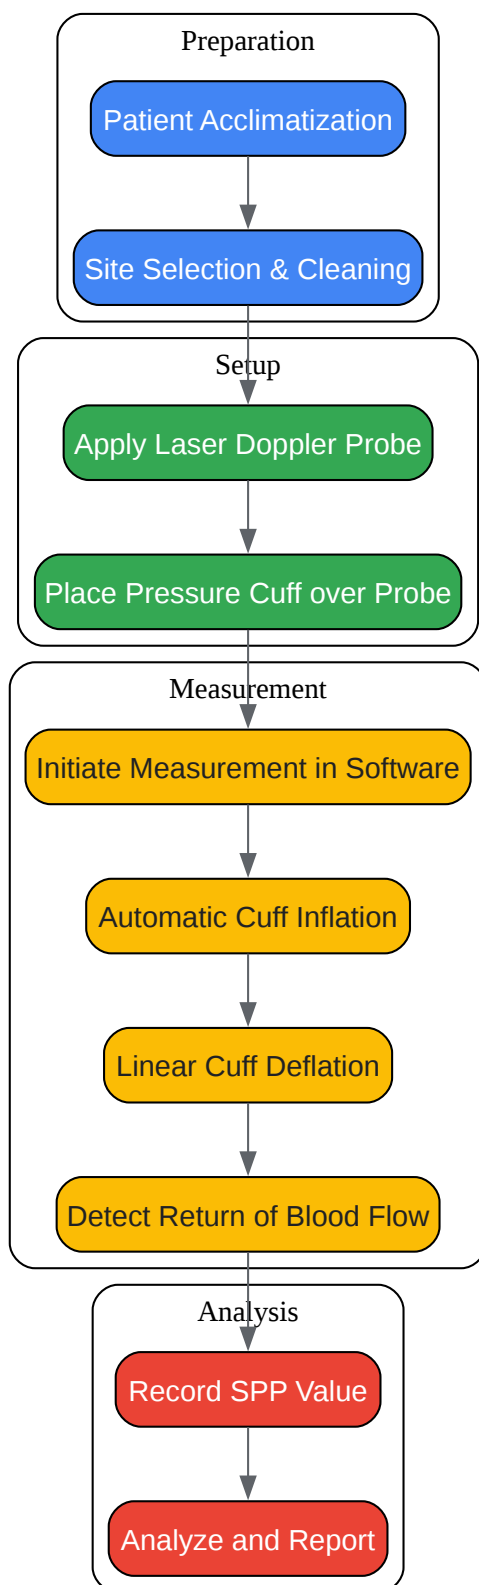 Preparation
Patient Acclimatization
Site Selection & Cleaning
Setup
Apply Laser Doppler Probe
Place Pressure Cuff over Probe
Measurement
Initiate Measurement in Software
Automatic Cuff Inflation
Linear Cuff Deflation
Detect Return of Blood Flow
Analysis
Record SPP Value
Analyze and Report